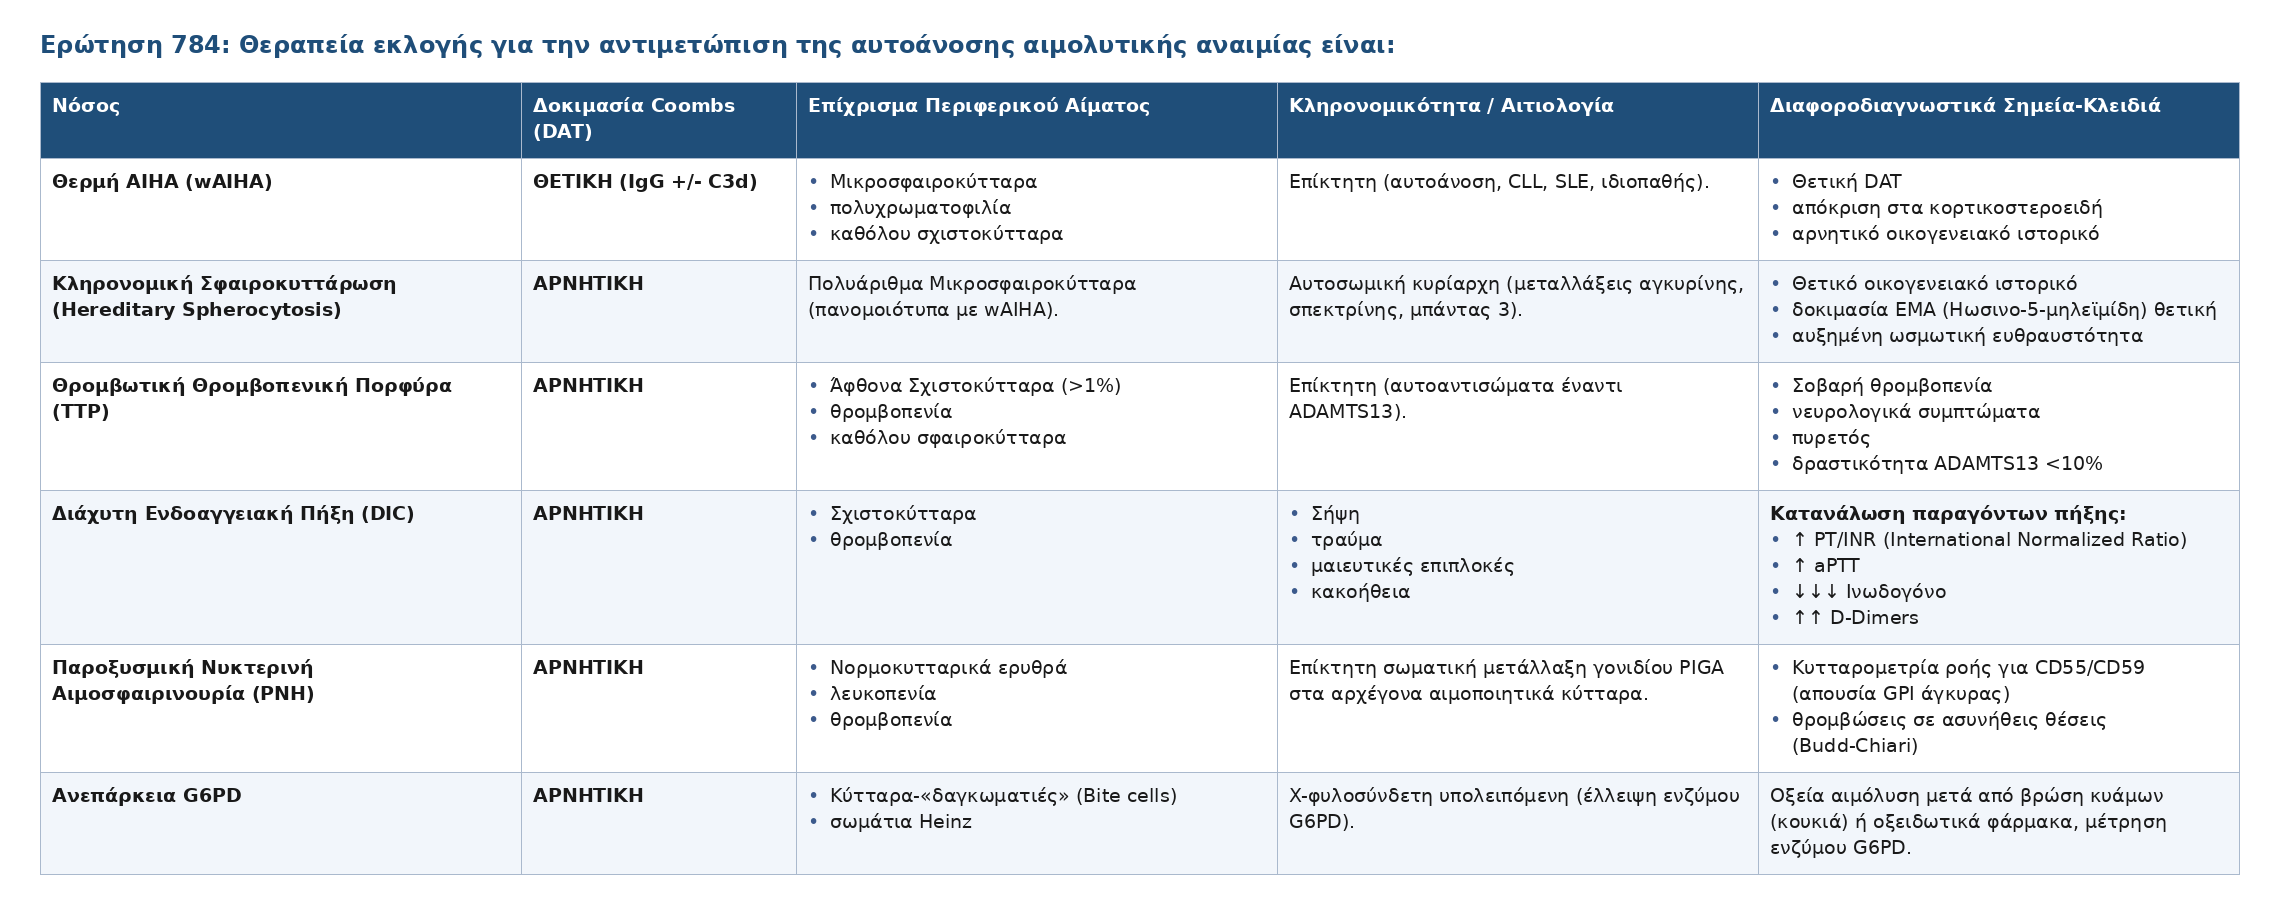 Ερώτηση 784: Θεραπεία εκλογής για την αντιμετώπιση της αυτοάνοσης αιμολυτικής αναιμίας είναι:
Νόσος
Δοκιμασία Coombs
(DAT)
Επίχρισμα Περιφερικού Αίματος
Κληρονομικότητα / Αιτιολογία
Διαφοροδιαγνωστικά Σημεία-Κλειδιά
Θερμή AIHA (wAIHA)
ΘΕΤΙΚΗ (IgG +/- C3d)
• Μικροσφαιροκύτταρα
• πολυχρωματοφιλία
• καθόλου σχιστοκύτταρα
Επίκτητη (αυτοάνοση, CLL, SLE, ιδιοπαθής).
• Θετική DAT
• απόκριση στα κορτικοστεροειδή
• αρνητικό οικογενειακό ιστορικό
Κληρονομική Σφαιροκυττάρωση
(Hereditary Spherocytosis)
ΑΡΝΗΤΙΚΗ
Πολυάριθμα Μικροσφαιροκύτταρα
(πανομοιότυπα με wAIHA).
Αυτοσωμική κυρίαρχη (μεταλλάξεις αγκυρίνης,
σπεκτρίνης, μπάντας 3).
• Θετικό οικογενειακό ιστορικό
• δοκιμασία EMA (Ηωσινο-5-μηλεϊμίδη) θετική
• αυξημένη ωσμωτική ευθραυστότητα
Θρομβωτική Θρομβοπενική Πορφύρα
(TTP)
ΑΡΝΗΤΙΚΗ
• Άφθονα Σχιστοκύτταρα (>1%)
• θρομβοπενία
• καθόλου σφαιροκύτταρα
Επίκτητη (αυτοαντισώματα έναντι
ADAMTS13).
• Σοβαρή θρομβοπενία
• νευρολογικά συμπτώματα
• πυρετός
• δραστικότητα ADAMTS13 <10%
Διάχυτη Ενδοαγγειακή Πήξη (DIC)
ΑΡΝΗΤΙΚΗ
• Σχιστοκύτταρα
• θρομβοπενία
• Σήψη
• τραύμα
• μαιευτικές επιπλοκές
• κακοήθεια
Κατανάλωση παραγόντων πήξης:
• ↑ PT/INR (International Normalized Ratio)
• ↑ aPTT
• ↓↓↓ Ινωδογόνο
• ↑↑ D-Dimers
Παροξυσμική Νυκτερινή
Αιμοσφαιρινουρία (PNH)
ΑΡΝΗΤΙΚΗ
• Νορμοκυτταρικά ερυθρά
• λευκοπενία
• θρομβοπενία
Επίκτητη σωματική μετάλλαξη γονιδίου PIGA
στα αρχέγονα αιμοποιητικά κύτταρα.
• Κυτταρομετρία ροής για CD55/CD59
(απουσία GPI άγκυρας)
• θρομβώσεις σε ασυνήθεις θέσεις
(Budd-Chiari)
Ανεπάρκεια G6PD
ΑΡΝΗΤΙΚΗ
• Κύτταρα-«δαγκωματιές» (Bite cells)
• σωμάτια Heinz
Χ-φυλοσύνδετη υπολειπόμενη (έλλειψη ενζύμου
G6PD).
Οξεία αιμόλυση μετά από βρώση κυάμων
(κουκιά) ή οξειδωτικά φάρμακα, μέτρηση
ενζύμου G6PD.